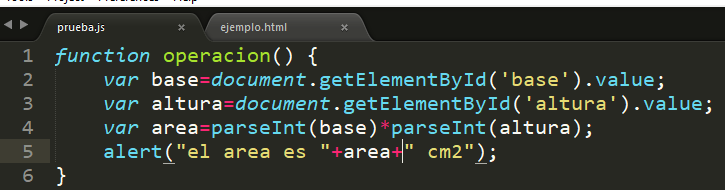 prueba.js × ejemplo.html ×
1 function operacion() {
2 var base=document.getElementById('base').value;
3 var altura=document.getElementById('altura').value;
4 var area=parseInt(base)*parseInt(altura);
5 alert("el area es "+area+" cm2");
6 }